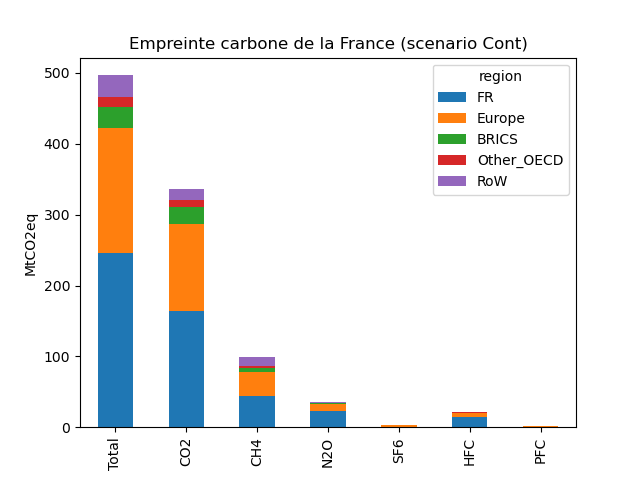 Empreinte carbone de la France (scenario Cont)
region
FR
Europe
BRICS
Other_OECD
RoW
MtCO2eq
500
400
300
200
100
0
Total
CO2
CH4
N2O
SF6
HFC
PFC